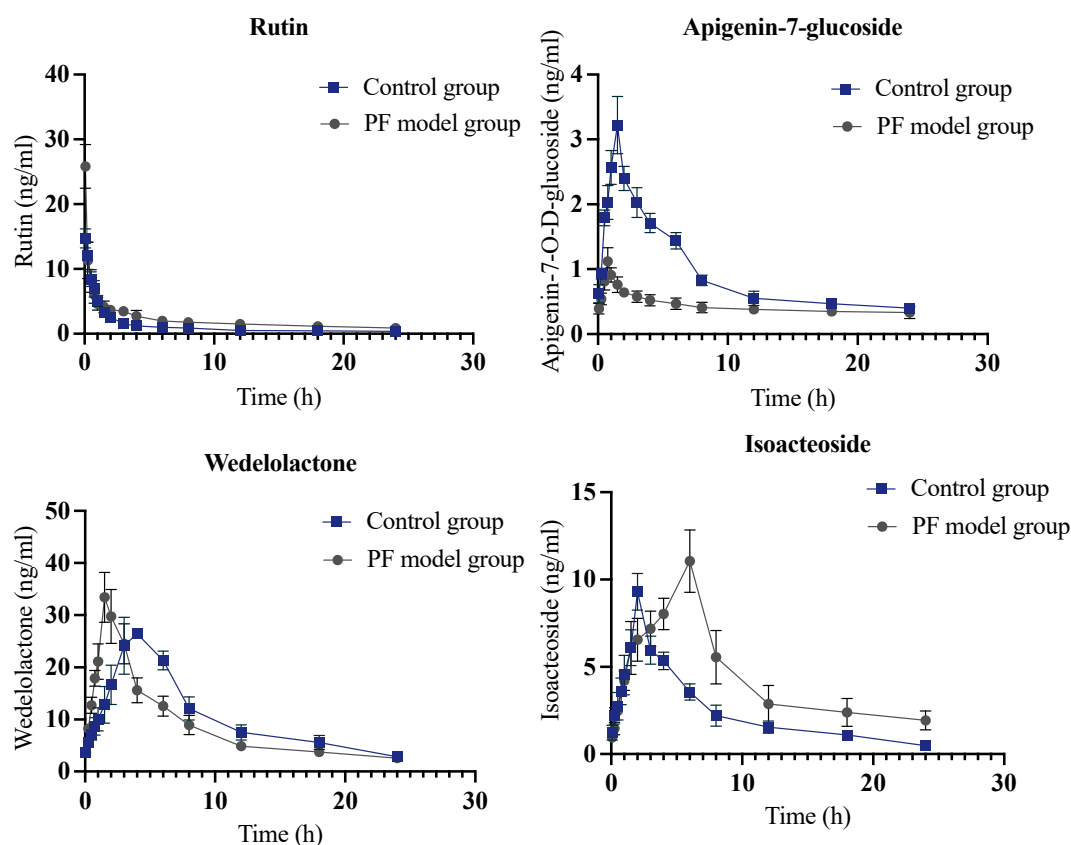 Rutin
Rutin (ng/ml)
40
30
20
10
0
Control group
PF model group
0 10 20 30
Time (h)
Apigenin-7-glucoside
Apigenin-7-O-D-glucoside (ng/ml)
4
3
2
1
0
Control group
PF model group
0 10 20 30
Time (h)
Wedelolactone
Wedelolactone (ng/ml)
50
40
30
20
10
0
Control group
PF model group
0 10 20 30
Time (h)
Isoacteoside
Isoacteoside (ng/ml)
15
10
5
0
Control group
PF model group
0 10 20 30
Time (h)